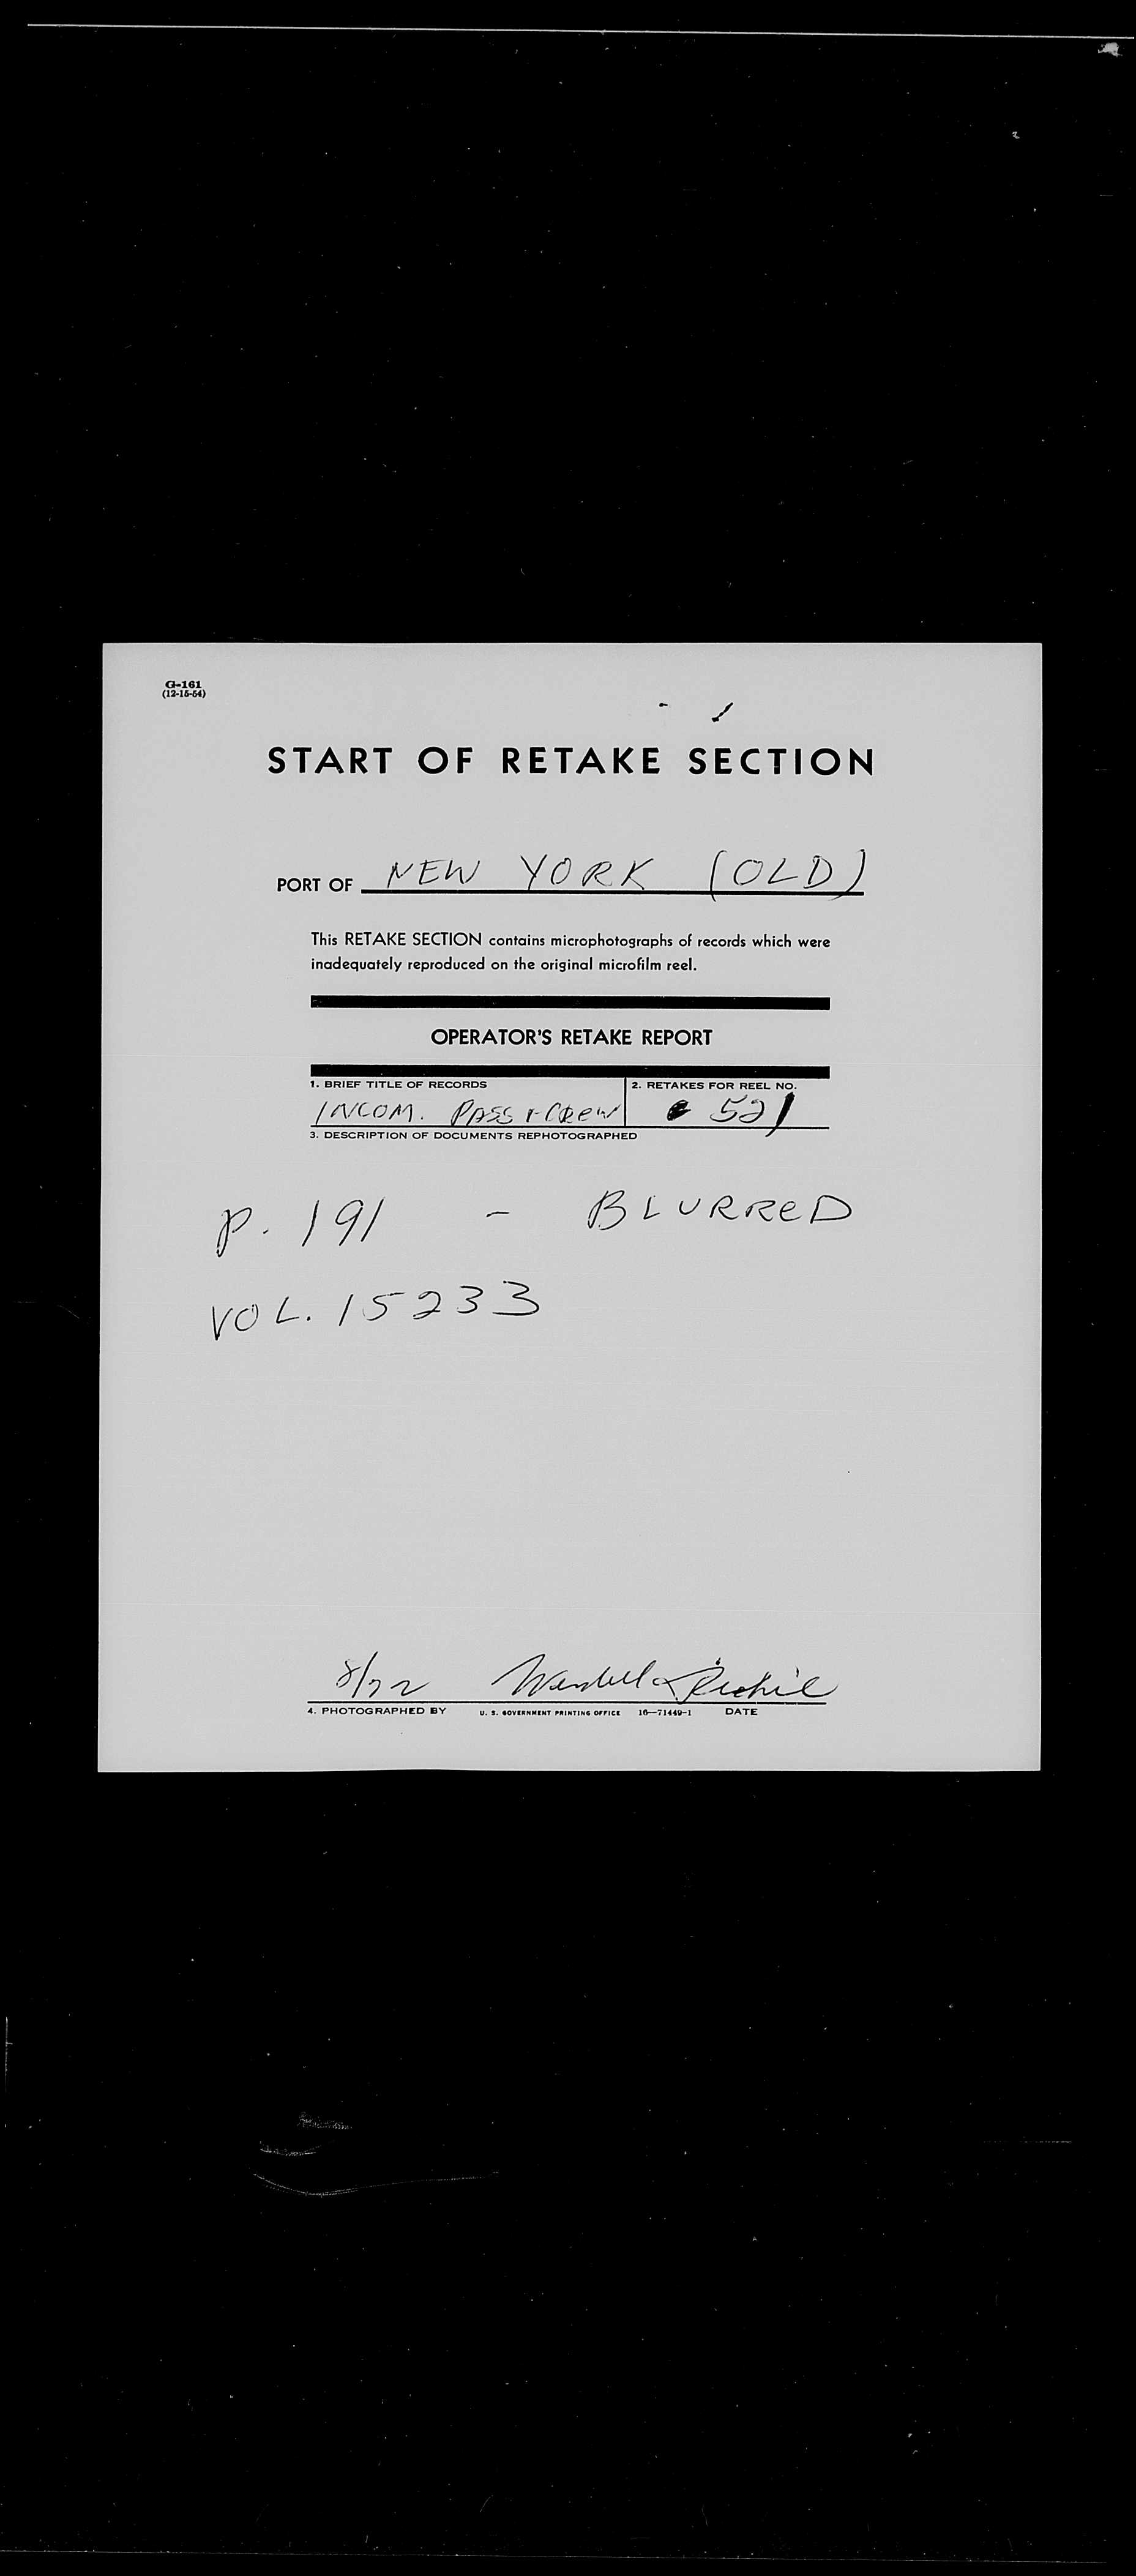 G-161
(12-15-54)
START OF RETAKE SECTION
PORT OF NEW YORK (OLD)
This RETAKE SECTION contains microphotographs of records which were
inadequately reproduced on the original microfilm reel.
OPERATOR'S RETAKE REPORT
1. BRIEF TITLE OF RECORDS 2. RETAKES FOR REEL NO.
INCOM. PASS + CREW 521
3. DESCRIPTION OF DOCUMENTS REPHOTOGRAPHED
P. 191 - BLURRED
VOL. 15233
8/22
4. PHOTOGRAPHED BY U. S. GOVERNMENT PRINTING OFFICE 16—71449-1 DATE